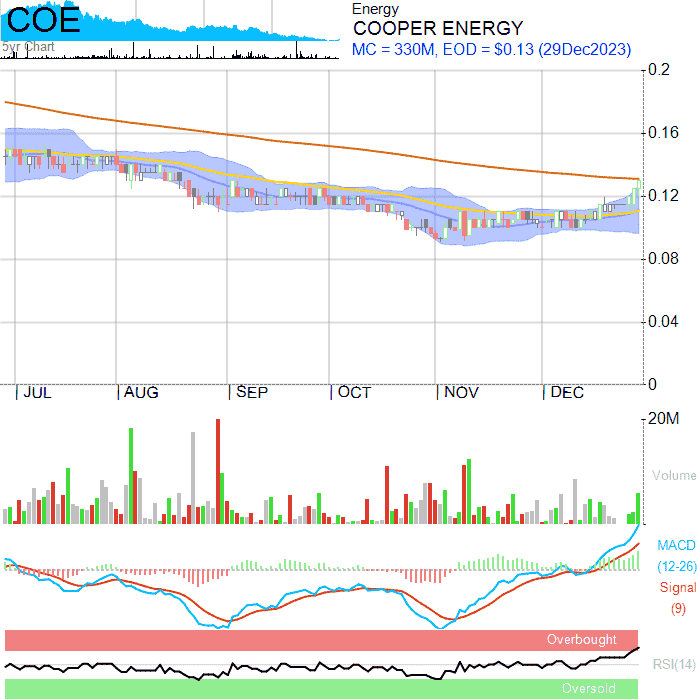 COE
5yr Chart
Energy
COOPER ENERGY
MC = 330M, EOD = $0.13 (29Dec2023)
0.2
0.16
0.12
0.08
0.04
0
JUL AUG SEP OCT NOV DEC
20M
Volume
MACD
(12-26)
Signal
(9)
Overbought
RSI(14)
Oversold